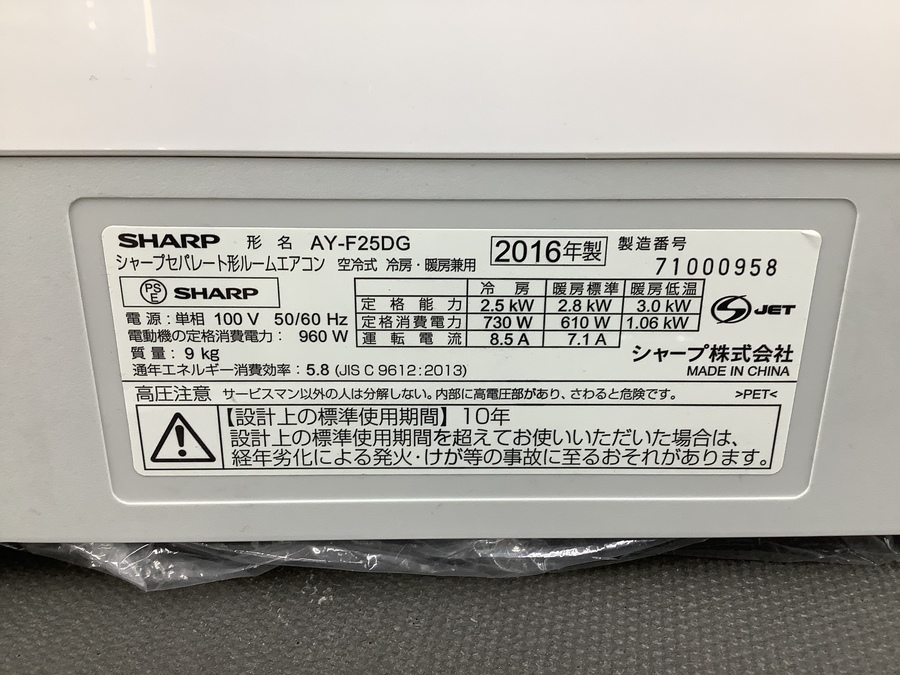 SHARP 形名 AY-F25DG 2016年製 製造番号
シャープセパレート形ルームエアコン 空冷式 冷房・暖房兼用 71000958
PSE SHARP
冷房 暖房標準 暖房低温
定格能力 2.5 kW 2.8 kW 3.0 kW
定格消費電力 730 W 610 W 1.06 kW
運転電流 8.5 A 7.1 A
JET
電源:単相 100 V 50/60 Hz
電動機の定格消費電力: 960 W
質量:9 kg
通年エネルギー消費効率:5.8 (JIS C 9612:2013)
シャープ株式会社
MADE IN CHINA
高圧注意 サービスマン以外の人は分解しない。内部に高電圧部があり、さわると危険です。 >PET<
【設計上の標準使用期間】10年
設計上の標準使用期間を超えてお使いいただいた場合は、
経年劣化による発火・けが等の事故に至るおそれがあります。